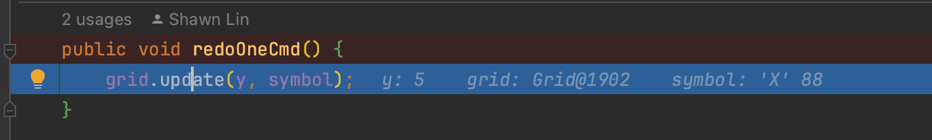 2 usages Shawn Lin
public void redoOneCmd() {
grid.update(y, symbol); y: 5 grid: Grid@1902 symbol: 'X' 88
}